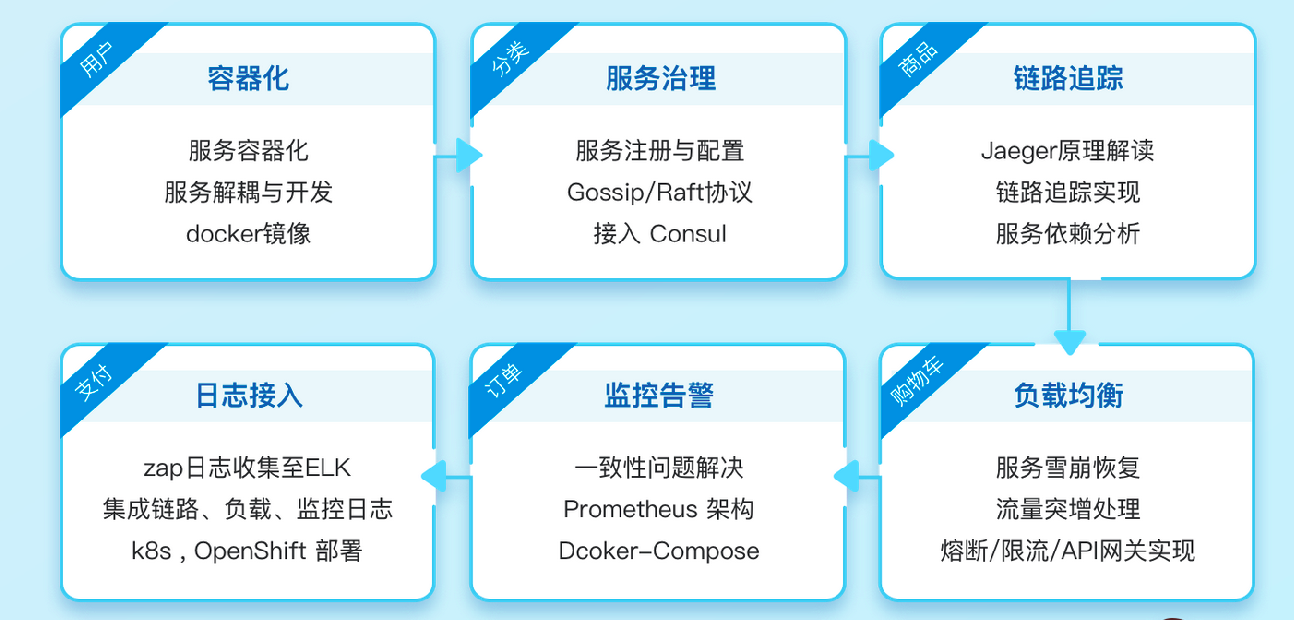 用户
容器化
服务容器化
服务解耦与开发
docker镜像
分类
服务治理
服务注册与配置
Gossip/Raft协议
接入 Consul
商品
链路追踪
Jaeger原理解读
链路追踪实现
服务依赖分析
购物车
负载均衡
服务雪崩恢复
流量突增处理
熔断/限流/API网关实现
订单
监控告警
一致性问题解决
Prometheus 架构
Dcoker-Compose
支付
日志接入
zap日志收集至ELK
集成链路、负载、监控日志
k8s , OpenShift 部署